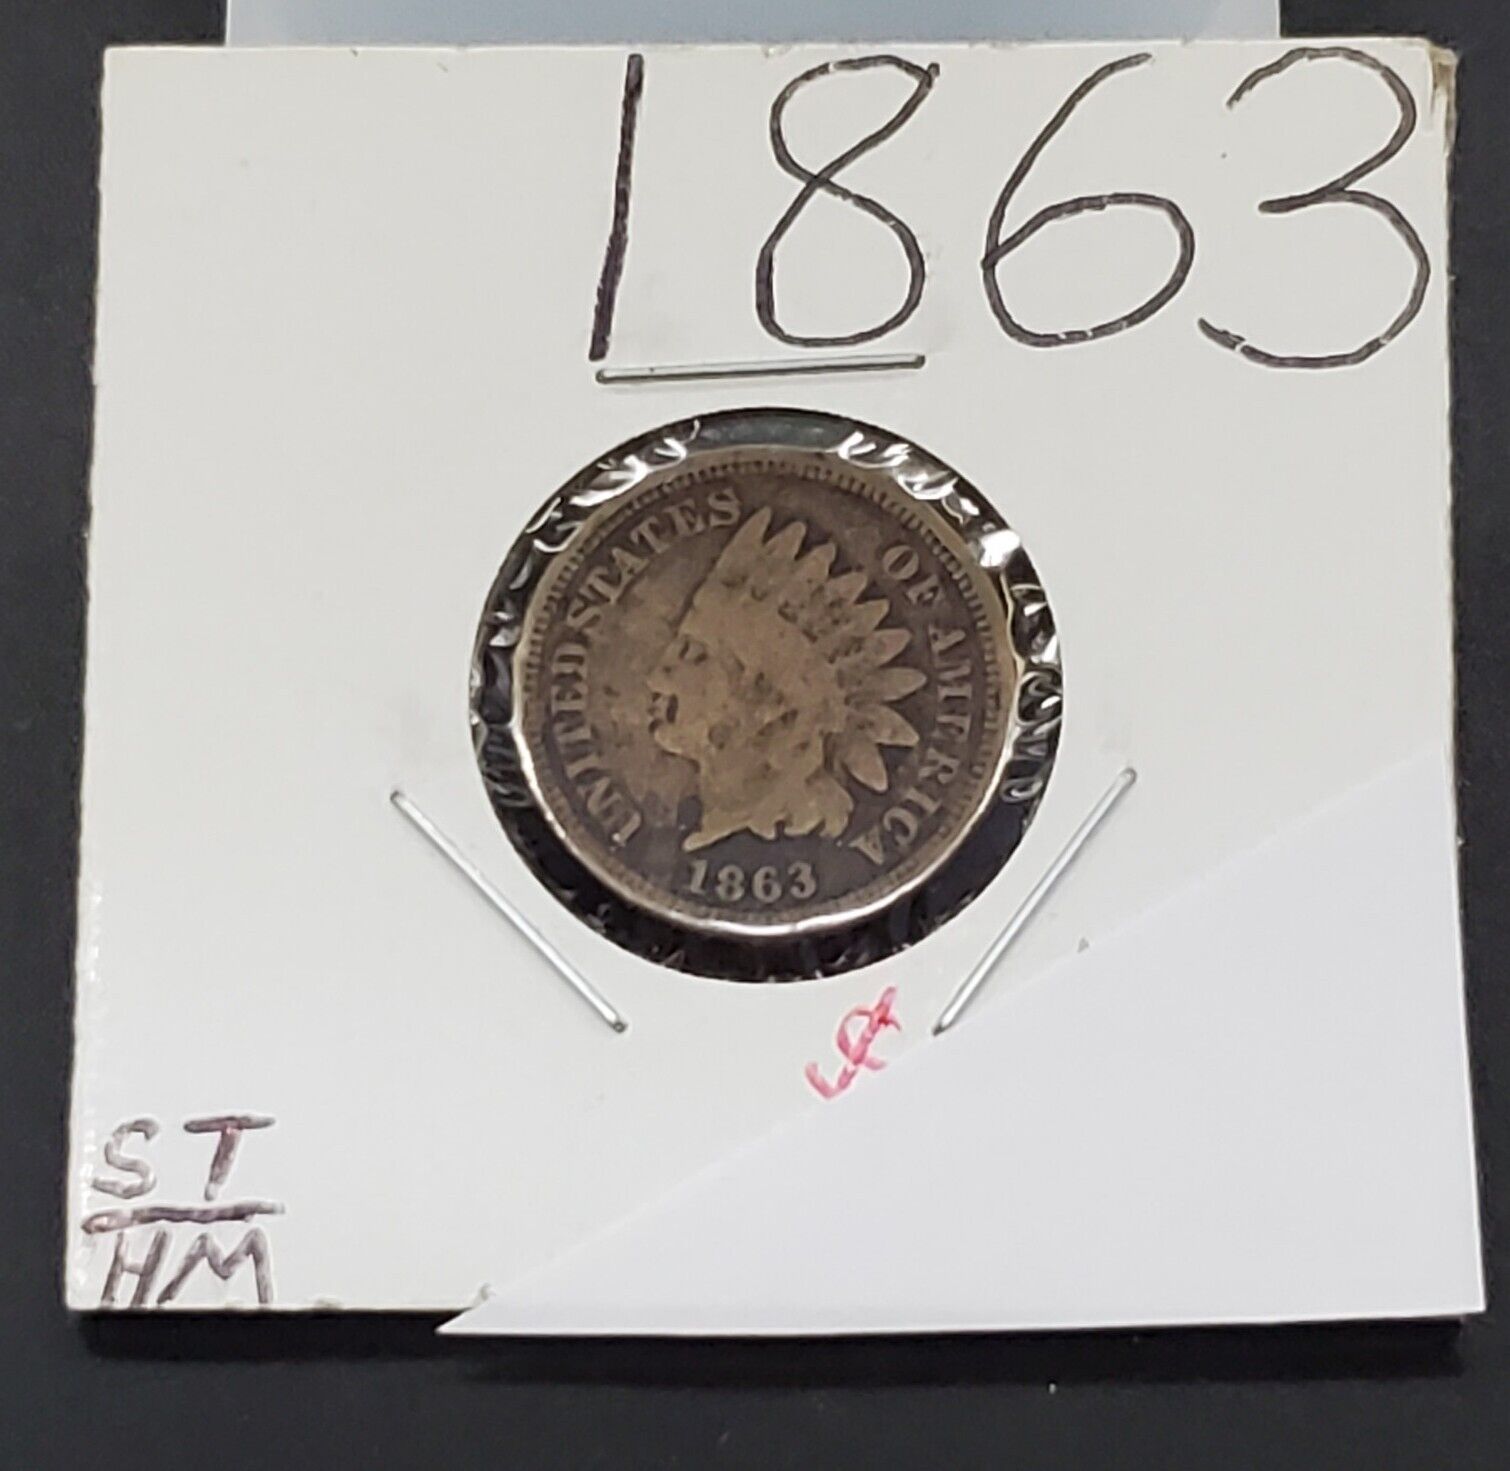 1863
UNITED STATES OF AMERICA
1863
ST
HM